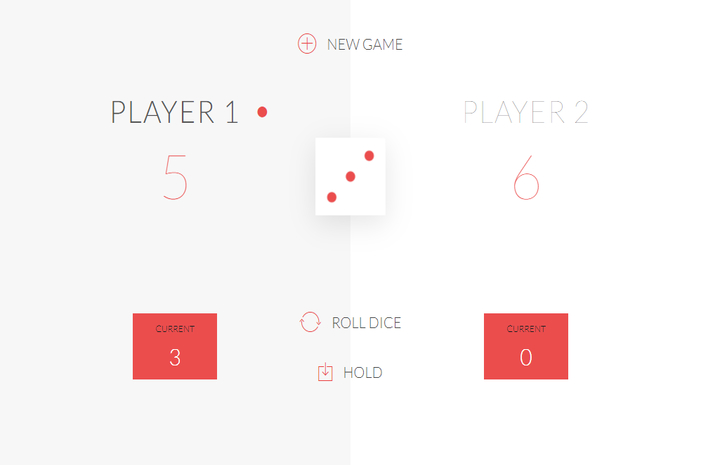 NEW GAME
PLAYER 1
PLAYER 2
5
6
ROLL DICE
CURRENT
3
CURRENT
0
HOLD